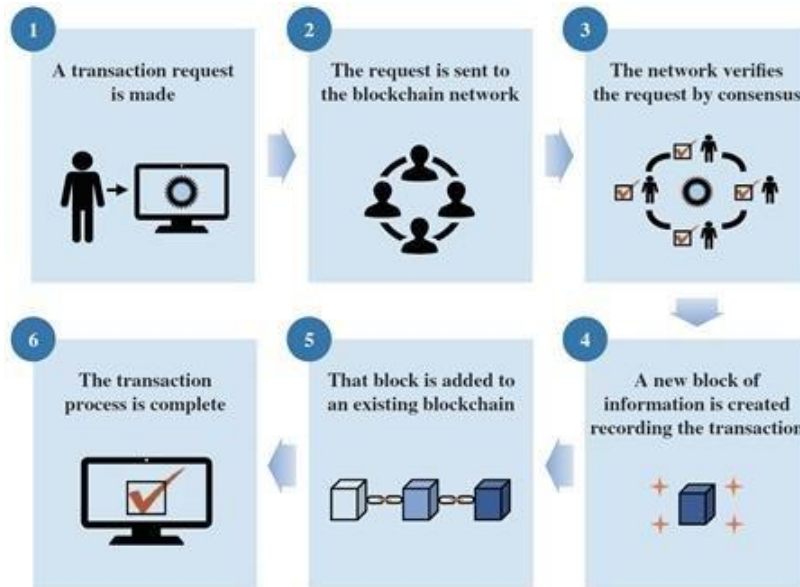 1
A transaction request
is made
2
The request is sent to
the blockchain network
3
The network verifies
the request by consensus
4
A new block of
information is created
recording the transaction
5
That block is added to
an existing blockchain
6
The transaction
process is complete